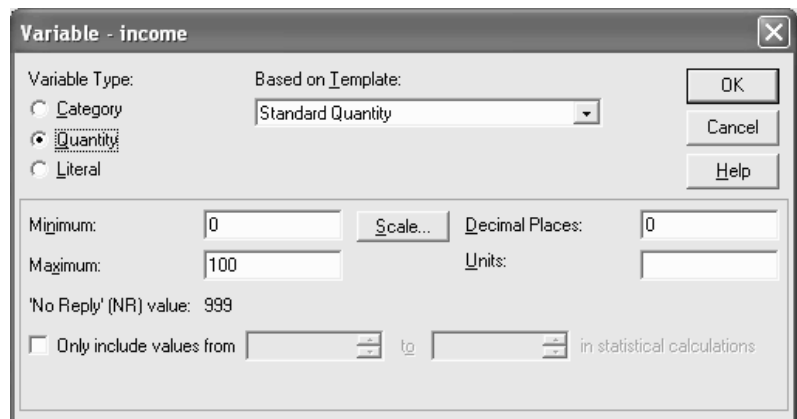 Variable - income
Variable Type:
Based on Template:
OK
Category
Standard Quantity
Quantity
Cancel
Literal
Help
Minimum: 0 Scale... Decimal Places: 0
Maximum: 100 Units:
'No Reply' (NR) value: 999
Only include values from to in statistical calculations